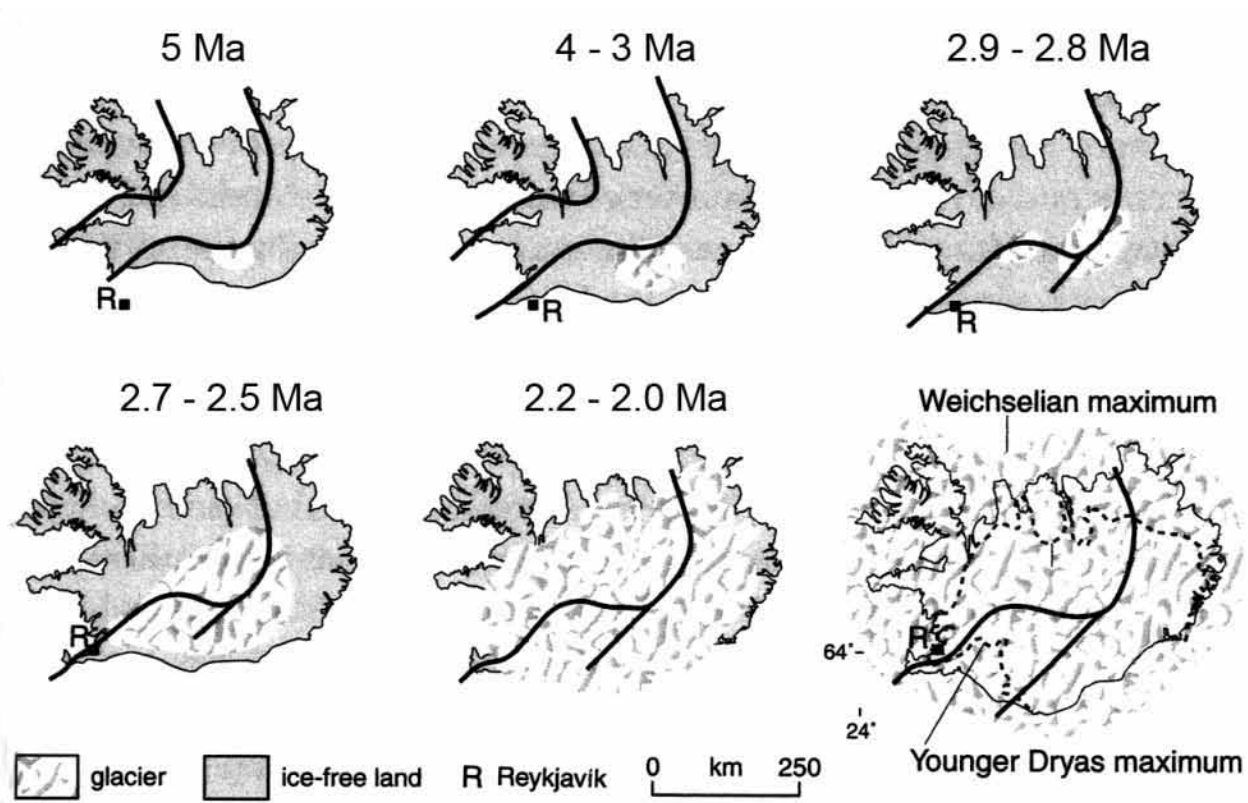 5 Ma
4 - 3 Ma
2.9 - 2.8 Ma
R
R
R
2.7 - 2.5 Ma
2.2 - 2.0 Ma
Weichselian maximum
R
R
64°
24°
glacier
ice-free land
R Reykjavík
0 km 250
Younger Dryas maximum